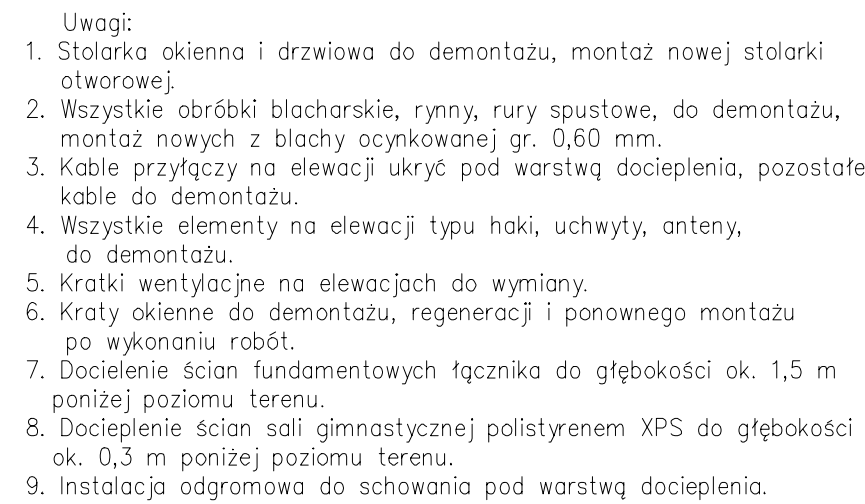 Uwagi:
1. Stolarka okienna i drzwiowa do demontażu, montaż nowej stolarki
otworowej.
2. Wszystkie obróbki blacharskie, rynny, rury spustowe, do demontażu,
montaż nowych z blachy ocynkowanej gr. 0,60 mm.
3. Kable przyłączy na elewacji ukryć pod warstwą docieplenia, pozostałe
kable do demontażu.
4. Wszystkie elementy na elewacji typu haki, uchwyty, anteny,
do demontażu.
5. Kratki wentylacjne na elewacjach do wymiany.
6. Kraty okienne do demontażu, regeneracji i ponownego montażu
po wykonaniu robót.
7. Docielenie ścian fundamentowych łącznika do głębokości ok. 1,5 m
poniżej poziomu terenu.
8. Docieplenie ścian sali gimnastycznej polistyrenem XPS do głębokości
ok. 0,3 m poniżej poziomu terenu.
9. Instalacja odgromowa do schowania pod warstwą docieplenia.